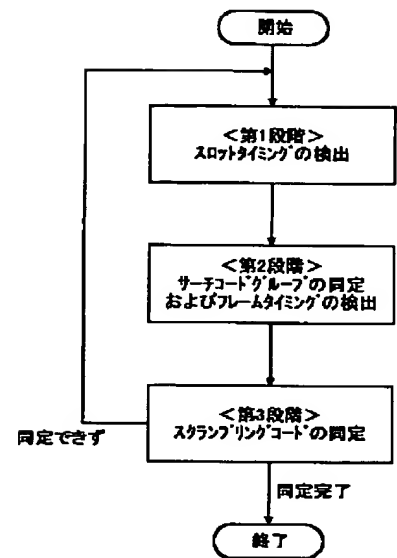 開始
＜第1段階＞
ｽﾛｯﾄﾀｲﾐﾝｸﾞの検出
＜第2段階＞
ｻｰﾁｺｰﾄﾞｸﾞﾙｰﾌﾟの同定
およびﾌﾚｰﾑﾀｲﾐﾝｸﾞの検出
＜第3段階＞
ｽｸﾗﾝﾌﾞﾘﾝｸﾞｺｰﾄﾞの同定
同定できず
同定完了
終了